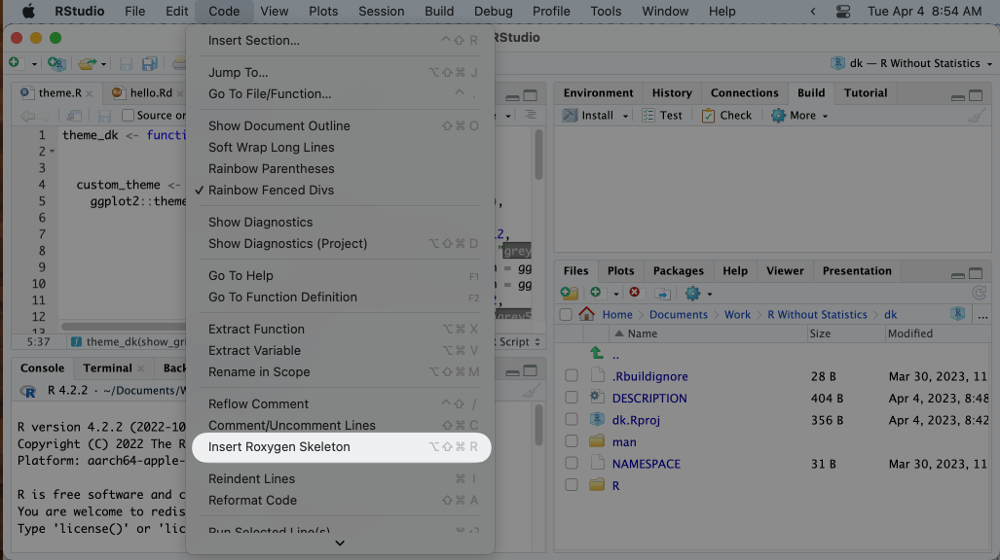 RStudio File Edit Code View Plots Session Build Debug Profile Tools Window Help Tue Apr 4 8:54 AM
RStudio
dk — R Without Statistics
theme.R
hello.Rd
Source
1 theme_dk <-
2
3
4 custom_theme <-
5 ggplot2::theme
6
7
8
9
10
11
12
13
5:37 theme_dk(show_gri
Script
Insert Section... ⌃⇧R
Jump To... ⌥⇧⌘J
Go To File/Function... ⌃.
Show Document Outline ⇧⌘O
Soft Wrap Long Lines
Rainbow Parentheses
✓ Rainbow Fenced Divs
Show Diagnostics
Show Diagnostics (Project) ⌥⇧⌘D
Go To Help F1
Go To Function Definition F2
Extract Function ⌥⌘X
Extract Variable ⌥⌘V
Rename in Scope ⌥⇧⌘M
Reflow Comment ⌃⇧/
Comment/Uncomment Lines ⇧⌘C
Insert Roxygen Skeleton ⌥⇧⌘R
Reindent Lines ⌘I
Reformat Code ⇧⌘A
Run Selected Line(s)
),
12,
"grey
= gg
= gg
12,
Console Terminal Back
R 4.2.2 · ~/Documents/W
R version 4.2.2 (2022-10
Copyright (C) 2022 The R
Platform: aarch64-apple-
R is free software and c
You are welcome to redis
Type 'license()' or 'lic
Environment History Connections Build Tutorial
Install Test Check More
Files Plots Packages Help Viewer Presentation
Home Documents Work R Without Statistics dk ...
Name Size Modified
..
.Rbuildignore 28 B Mar 30, 2023, 11
DESCRIPTION 404 B Apr 4, 2023, 8:48
dk.Rproj 356 B Apr 4, 2023, 8:42
man
NAMESPACE 31 B Mar 30, 2023, 11
R